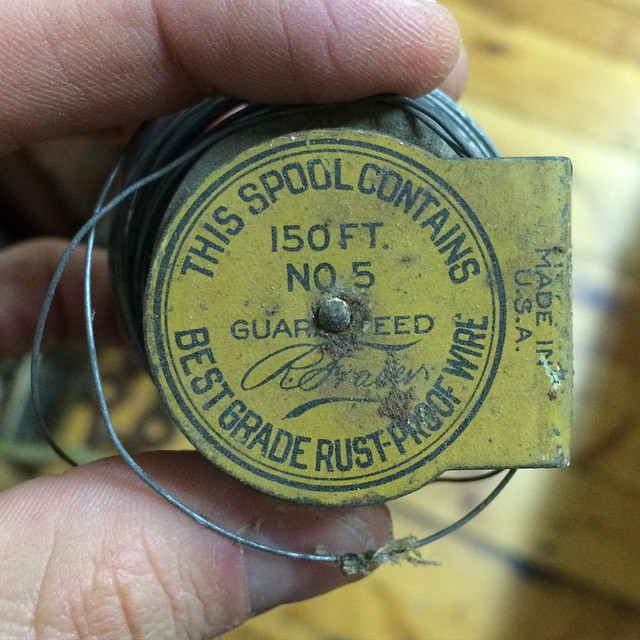 THIS SPOOL CONTAINS
150 FT.
NO. 5
GUARANTEED
BEST GRADE RUST-PROOF WIRE
MADE IN
U.S.A.